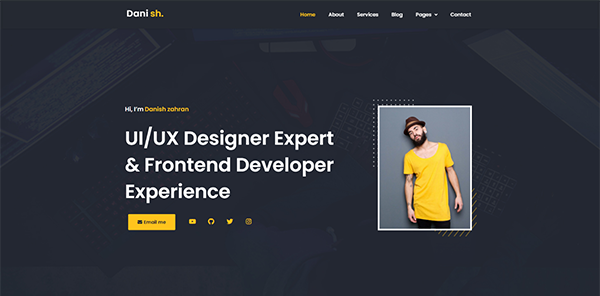 Dani sh.
Home About Services Blog Pages Contact
Hi, I'm Danish zahran
UI/UX Designer Expert
& Frontend Developer
Experience
Email me